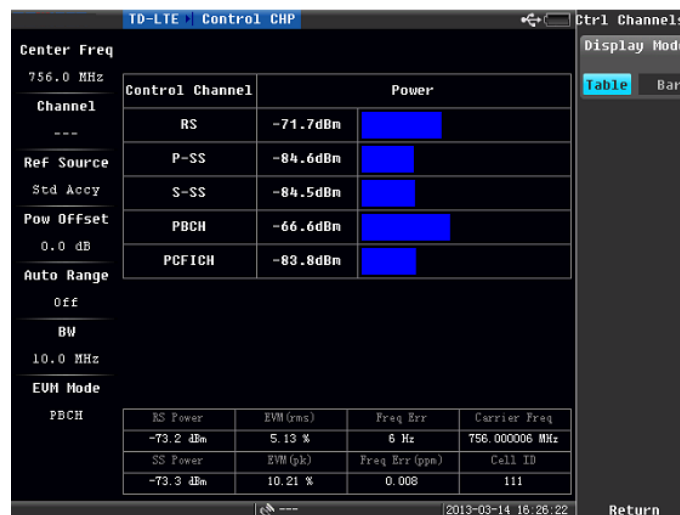 TD-LTE Control CHP
Center Freq
756.0 MHz
Channel
---
Ref Source
Std Accy
Pow Offset
0.0 dB
Auto Range
Off
BW
10.0 MHz
EVM Mode
PBCH
Control Channel Power
RS -71.7dBm
P-SS -84.6dBm
S-SS -84.5dBm
PBCH -66.6dBm
PCFICH -83.8dBm
RS Power EVM(rms) Freq Err Carrier Freq
-73.2 dBm 5.13 % 6 Hz 756.000006 MHz
SS Power EVM(pk) Freq Err(ppm) Cell ID
-73.3 dBm 10.21 % 0.008 111
Ctrl Channels
Display Mod
Table Bar
--- 2013-03-14 16:26:22
Return